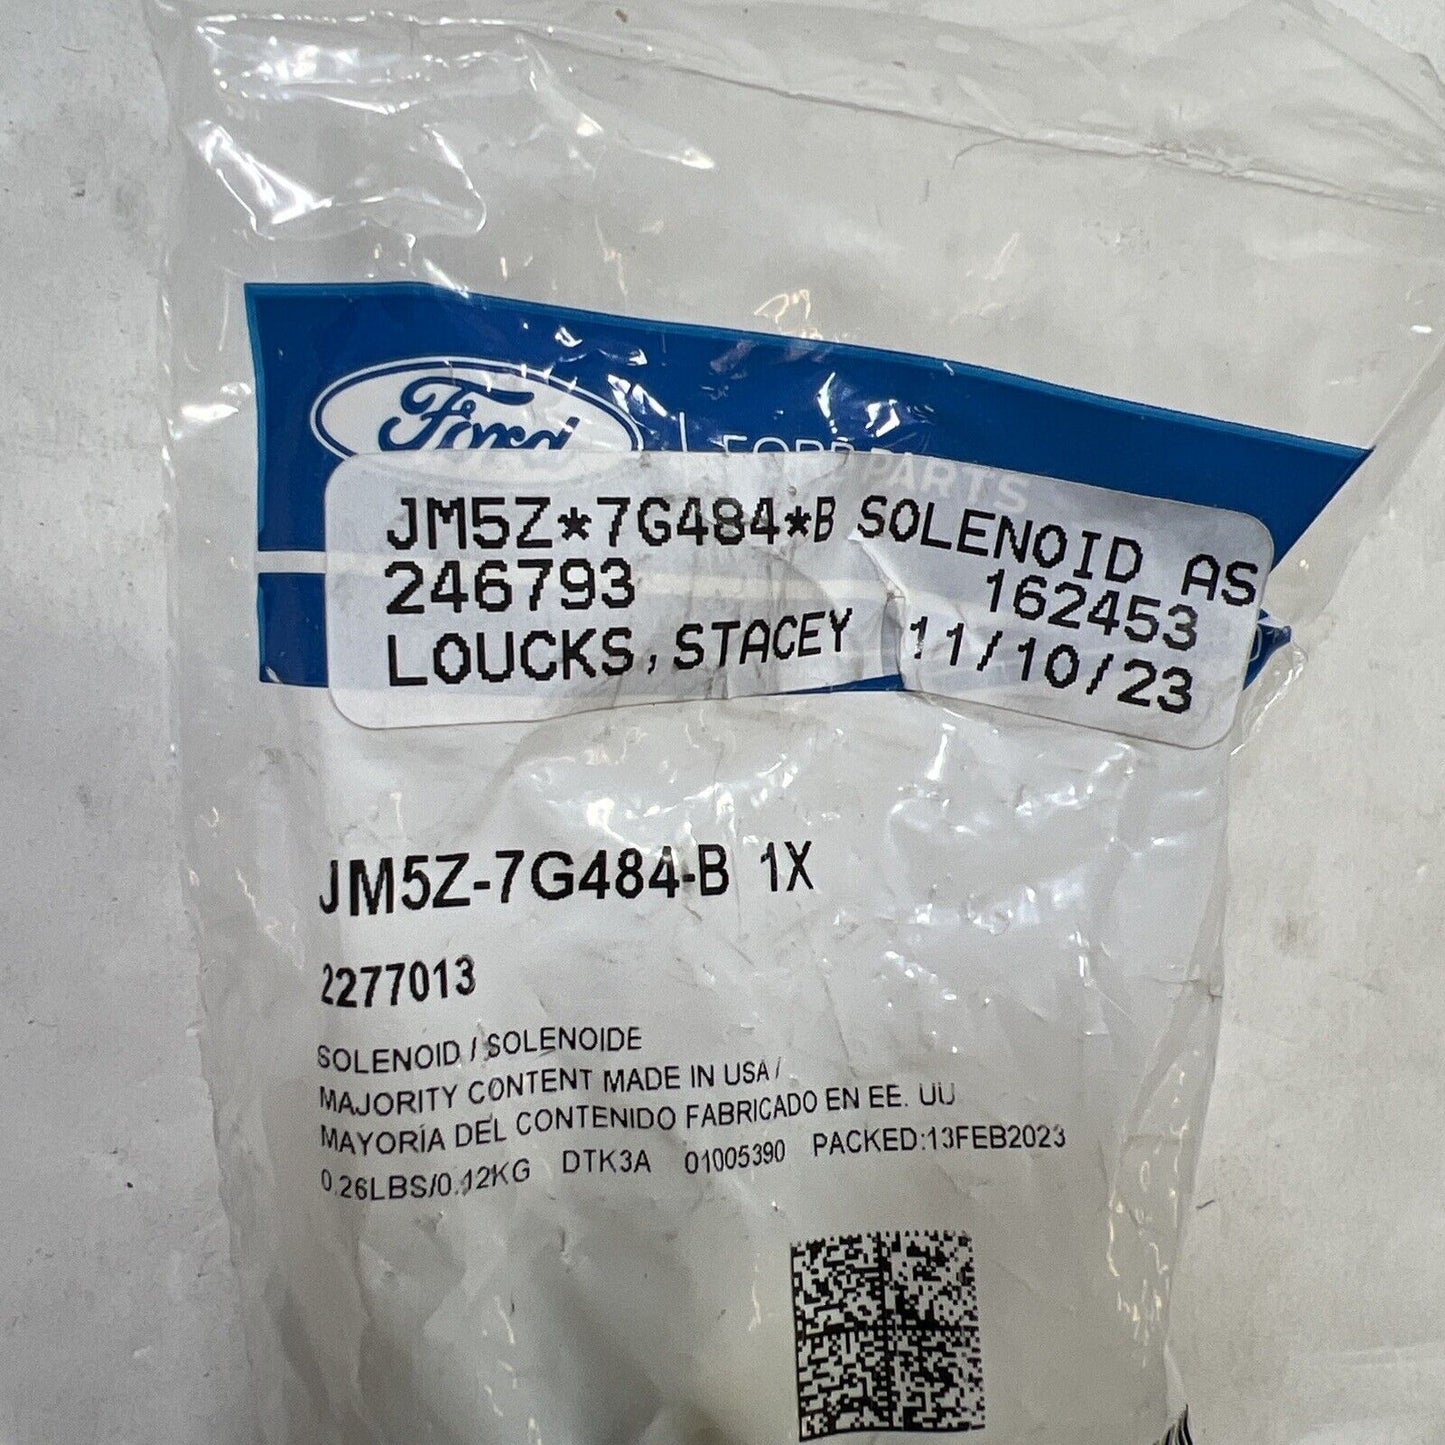 Ford FORD PARTS
JM5Z*7G484*B SOLENOID AS
246793 162453
LOUCKS, STACEY 11/10/23
JM5Z-7G484-B 1X
2277013
SOLENOID / SOLENOIDE
MAJORITY CONTENT MADE IN USA /
MAYORÍA DEL CONTENIDO FABRICADO EN EE. UU
0.26LBS/0.12KG DTK3A 01005390 PACKED:13FEB2023